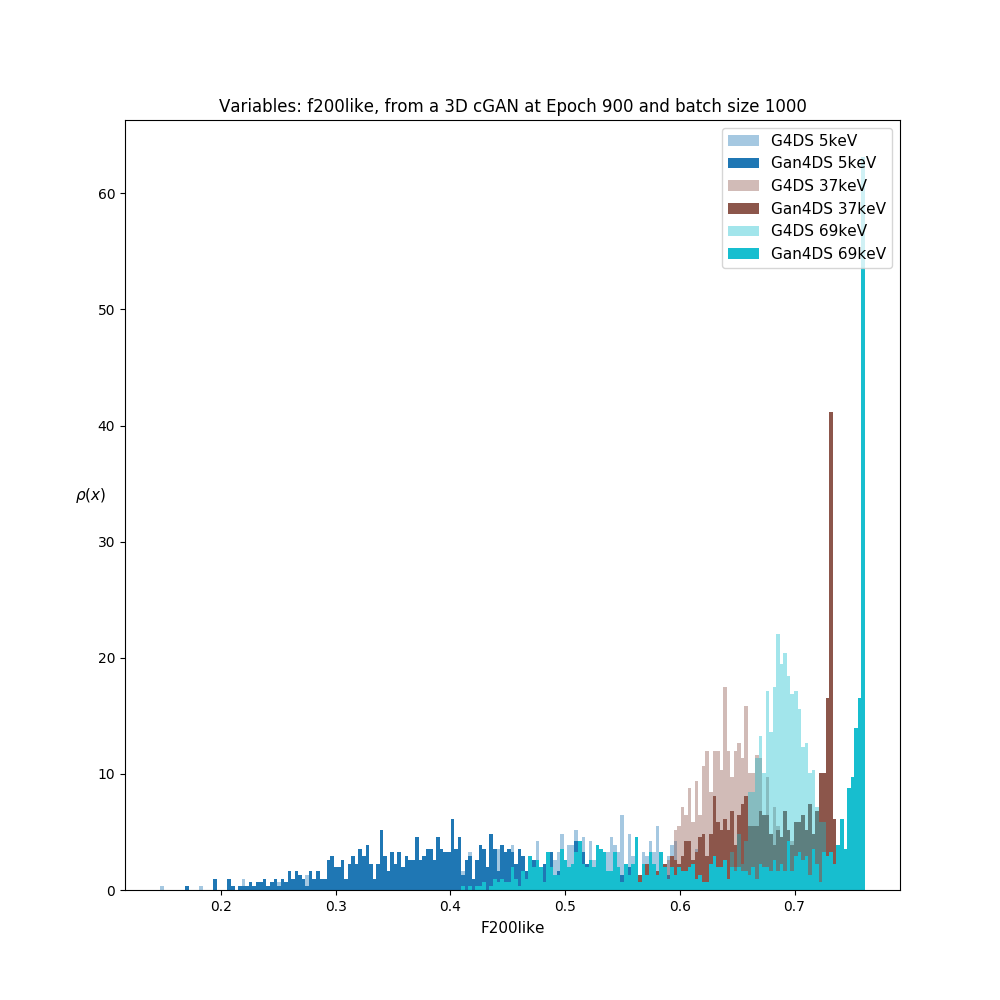 Variables: f200like, from a 3D cGAN at Epoch 900 and batch size 1000
G4DS 5keV
Gan4DS 5keV
G4DS 37keV
Gan4DS 37keV
G4DS 69keV
Gan4DS 69keV
60
50
40
ρ(x)
30
20
10
0
0.2 0.3 0.4 0.5 0.6 0.7
F200like